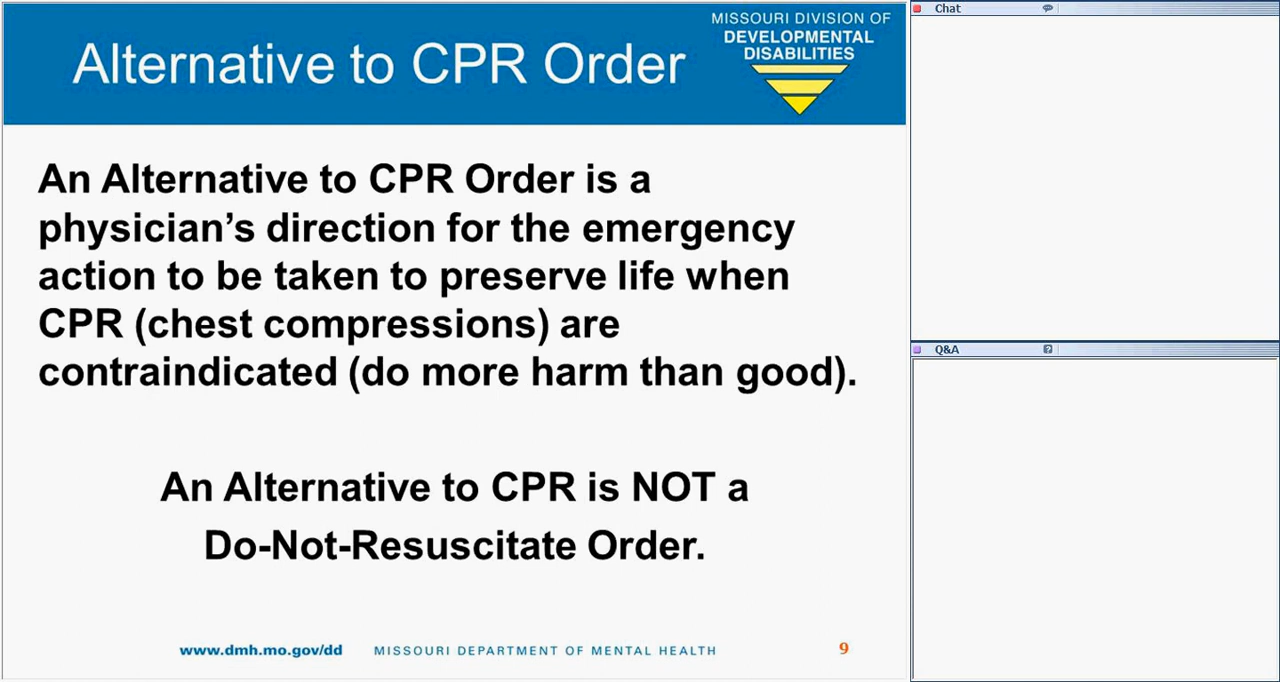 Alternative to CPR Order
MISSOURI DIVISION OF
DEVELOPMENTAL
DISABILITIES
An Alternative to CPR Order is a
physician’s direction for the emergency
action to be taken to preserve life when
CPR (chest compressions) are
contraindicated (do more harm than good).
An Alternative to CPR is NOT a
Do-Not-Resuscitate Order.
www.dmh.mo.gov/dd MISSOURI DEPARTMENT OF MENTAL HEALTH 9
Chat
Q&A